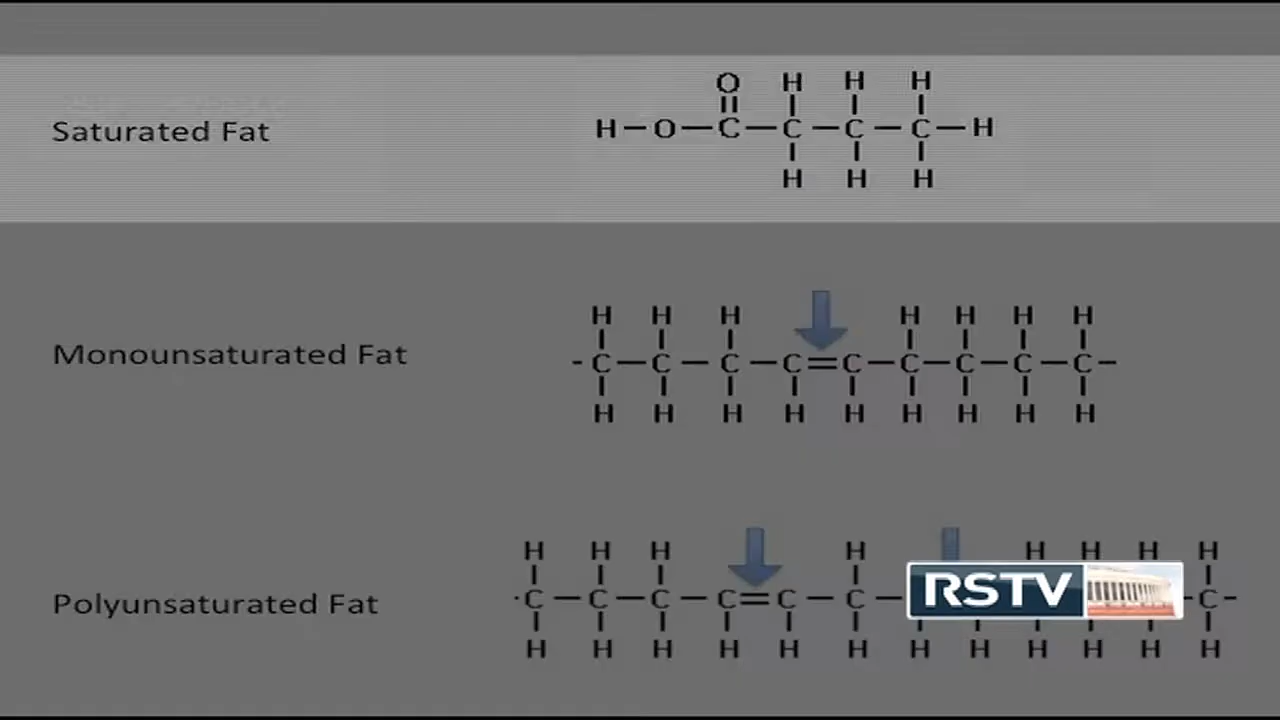 Saturated Fat
O H H H
H–O–C–C–C–C–H
H H H
Monounsaturated Fat
H H H H H H H
-C–C–C–C=C–C–C–C–C-
H H H H H H H H H
Polyunsaturated Fat
H H H H H H H H
-C–C–C–C=C–C– –C-
H H H H H H H H H H H H
RSTV